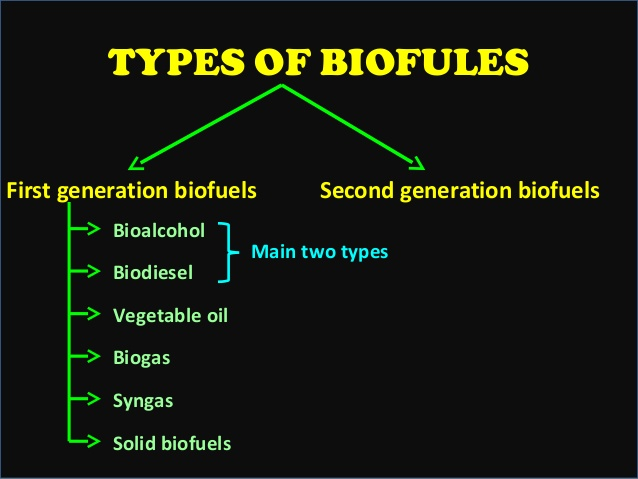 TYPES OF BIOFULES
First generation biofuels
Second generation biofuels
Bioalcohol
Main two types
Biodiesel
Vegetable oil
Biogas
Syngas
Solid biofuels